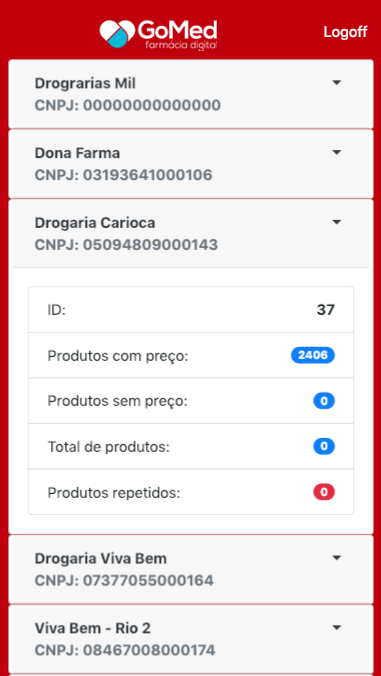 GoMed
farmácia digital
Logoff
Drograrias Mil
CNPJ: 00000000000000
Dona Farma
CNPJ: 03193641000106
Drogaria Carioca
CNPJ: 05094809000143
ID: 37
Produtos com preço: 2406
Produtos sem preço: 0
Total de produtos: 0
Produtos repetidos: 0
Drogaria Viva Bem
CNPJ: 07377055000164
Viva Bem - Rio 2
CNPJ: 08467008000174